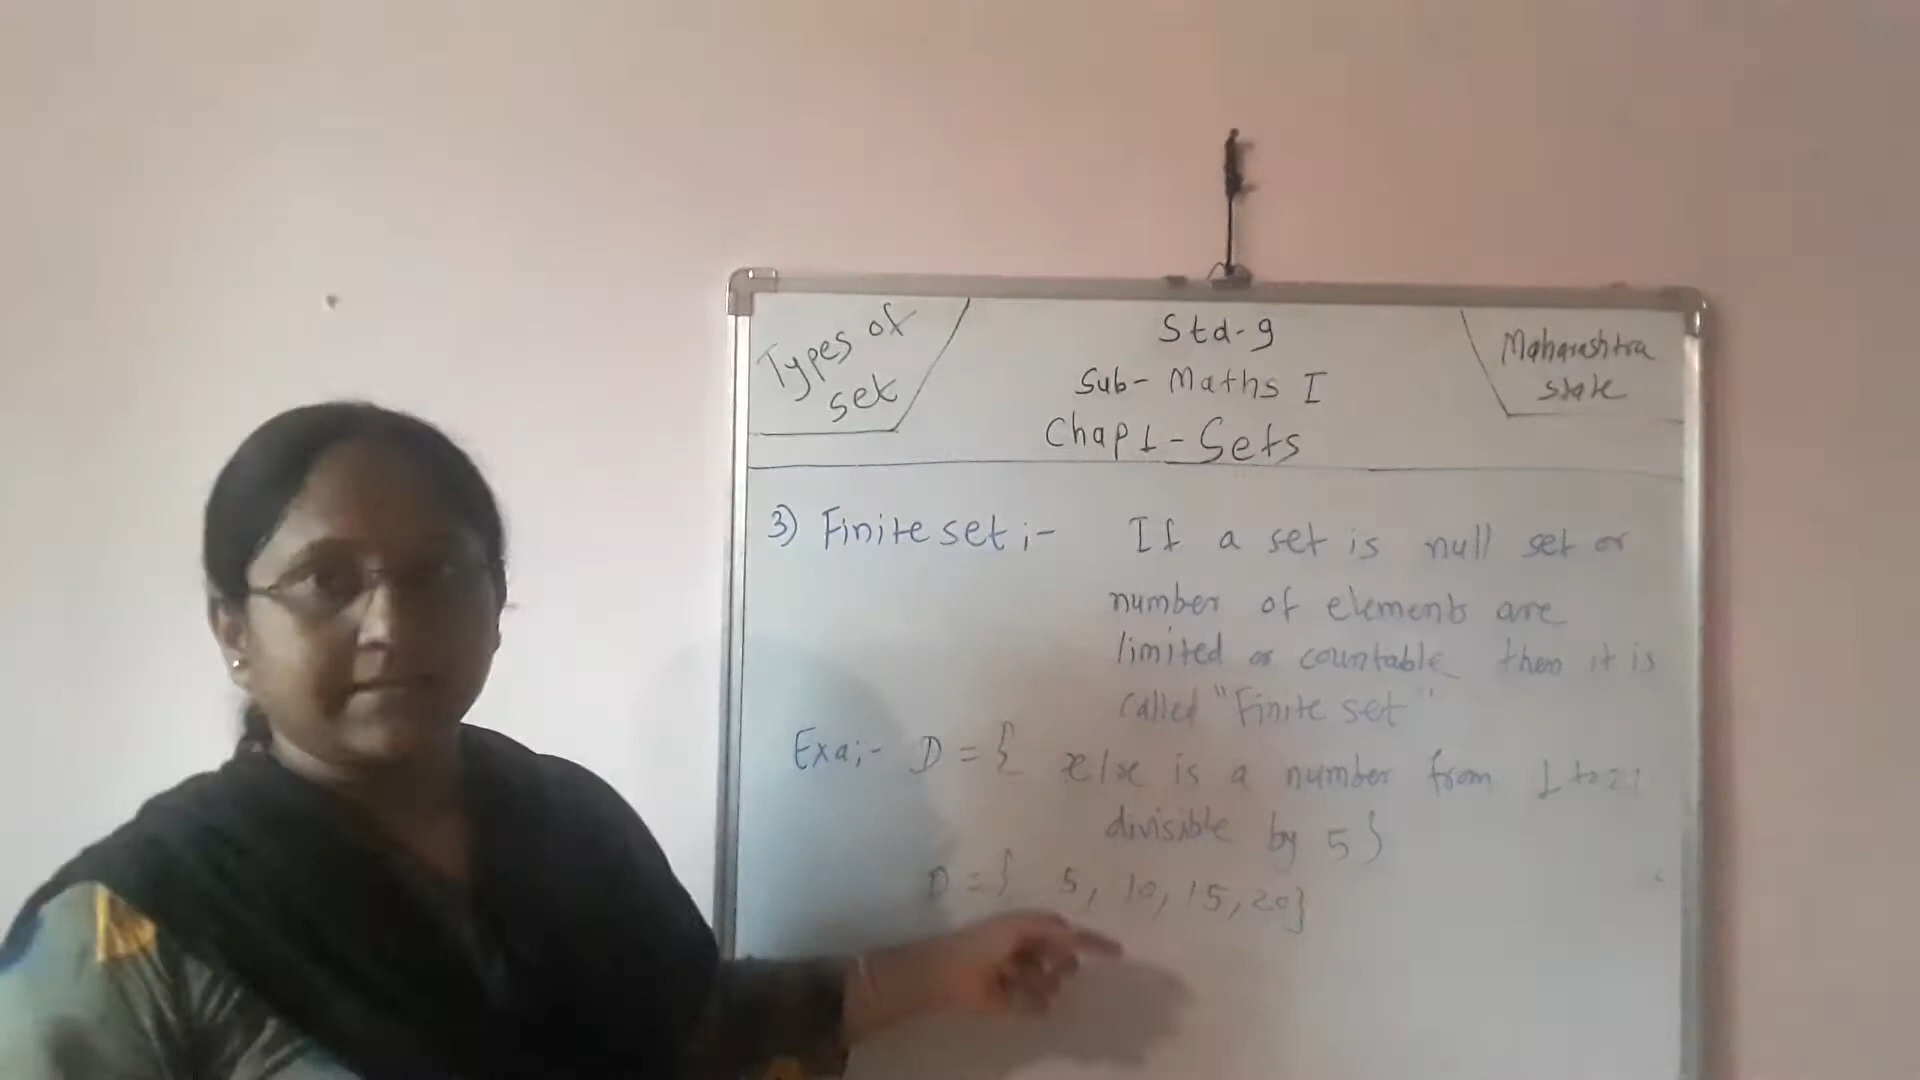 Types of
set
Std-9
Sub- Maths I
Chap 1 - Sets
Maharashtra
state
3) Finite set ;- If a set is null set or
number of elements are
limited or countable then it is
called "Finite set"
Exa;- D = { x/x is a number from 1 to
divisible by 5 }
D = { 5, 10, 15, 20}